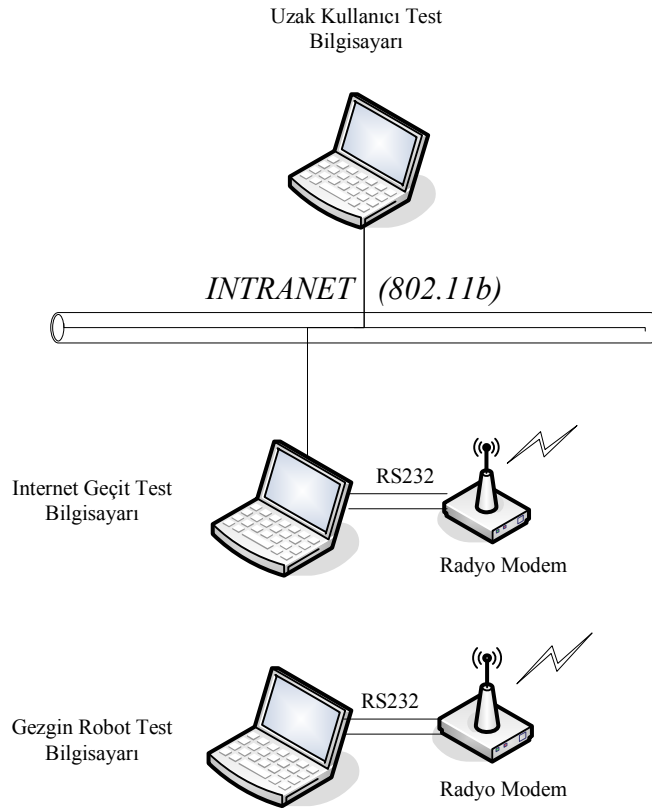 Uzak Kullanıcı Test
Bilgisayarı
INTRANET (802.11b)
RS232
Internet Geçit Test
Bilgisayarı
Radyo Modem
RS232
Gezgin Robot Test
Bilgisayarı
Radyo Modem